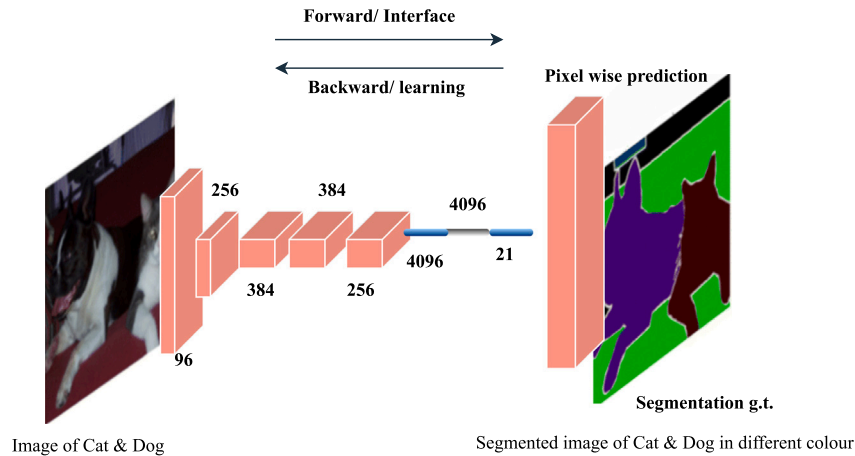 Forward/ Interface
Backward/ learning
Pixel wise prediction
256
384
4096
4096
21
384
256
96
Segmentation g.t.
Image of Cat & Dog
Segmented image of Cat & Dog in different colour